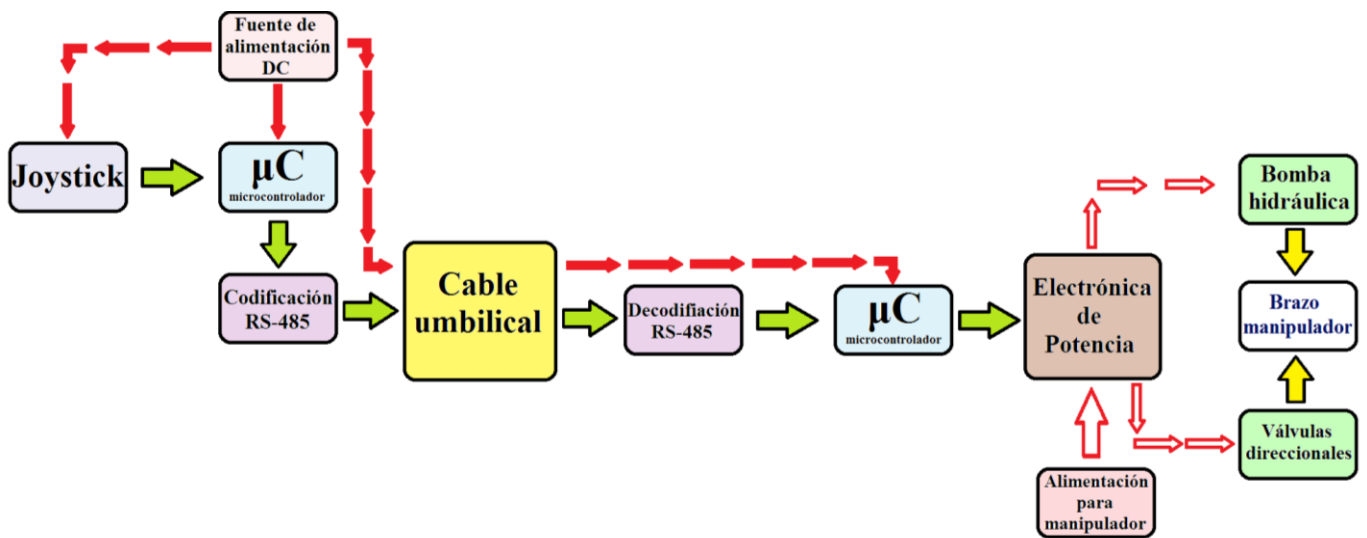 Fuente de
alimentación
DC
Joystick
μC
microcontrolador
Codificación
RS-485
Cable
umbilical
Decodifiación
RS-485
μC
microcontrolador
Electrónica
de
Potencia
Alimentación
para
manipulador
Bomba
hidráulica
Brazo
manipulador
Válvulas
direccionales